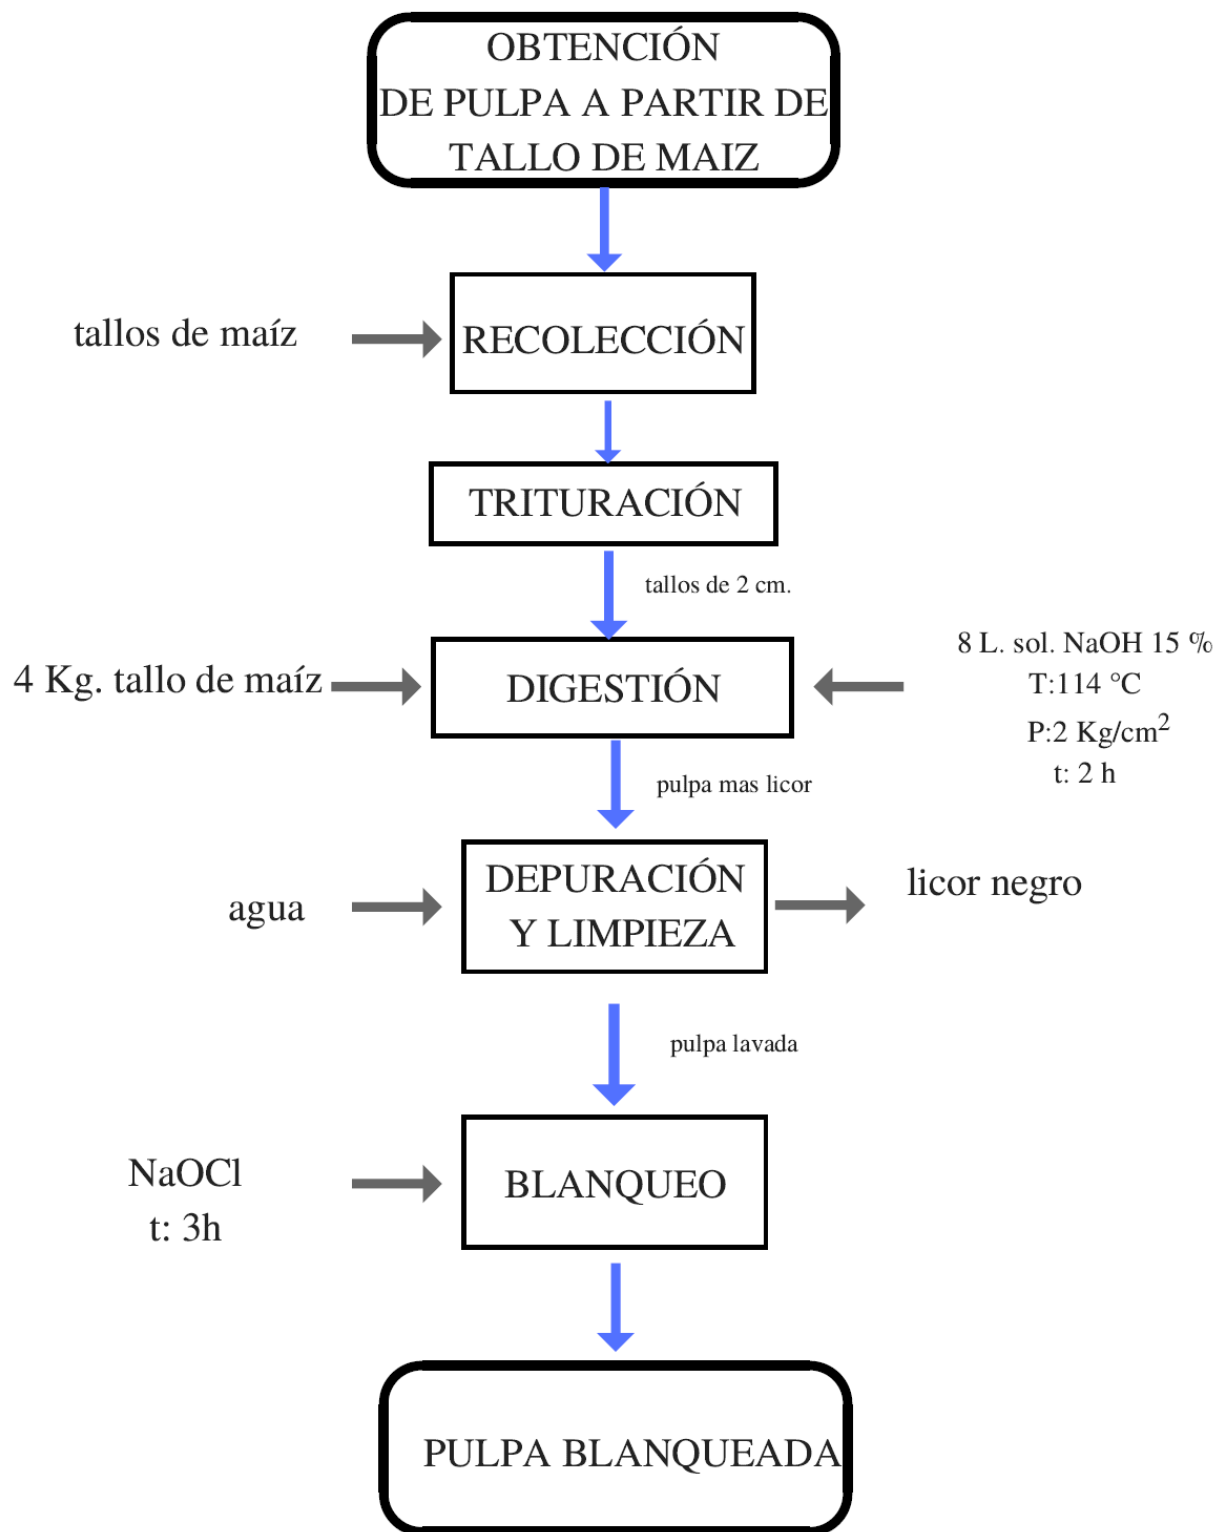 OBTENCIÓN
DE PULPA A PARTIR DE
TALLO DE MAIZ
tallos de maíz
RECOLECCIÓN
TRITURACIÓN
tallos de 2 cm.
4 Kg. tallo de maíz
DIGESTIÓN
8 L. sol. NaOH 15 %
T:114 °C
P:2 Kg/cm²
t: 2 h
pulpa mas licor
agua
DEPURACIÓN
Y LIMPIEZA
licor negro
pulpa lavada
NaOCl
t: 3h
BLANQUEO
PULPA BLANQUEADA